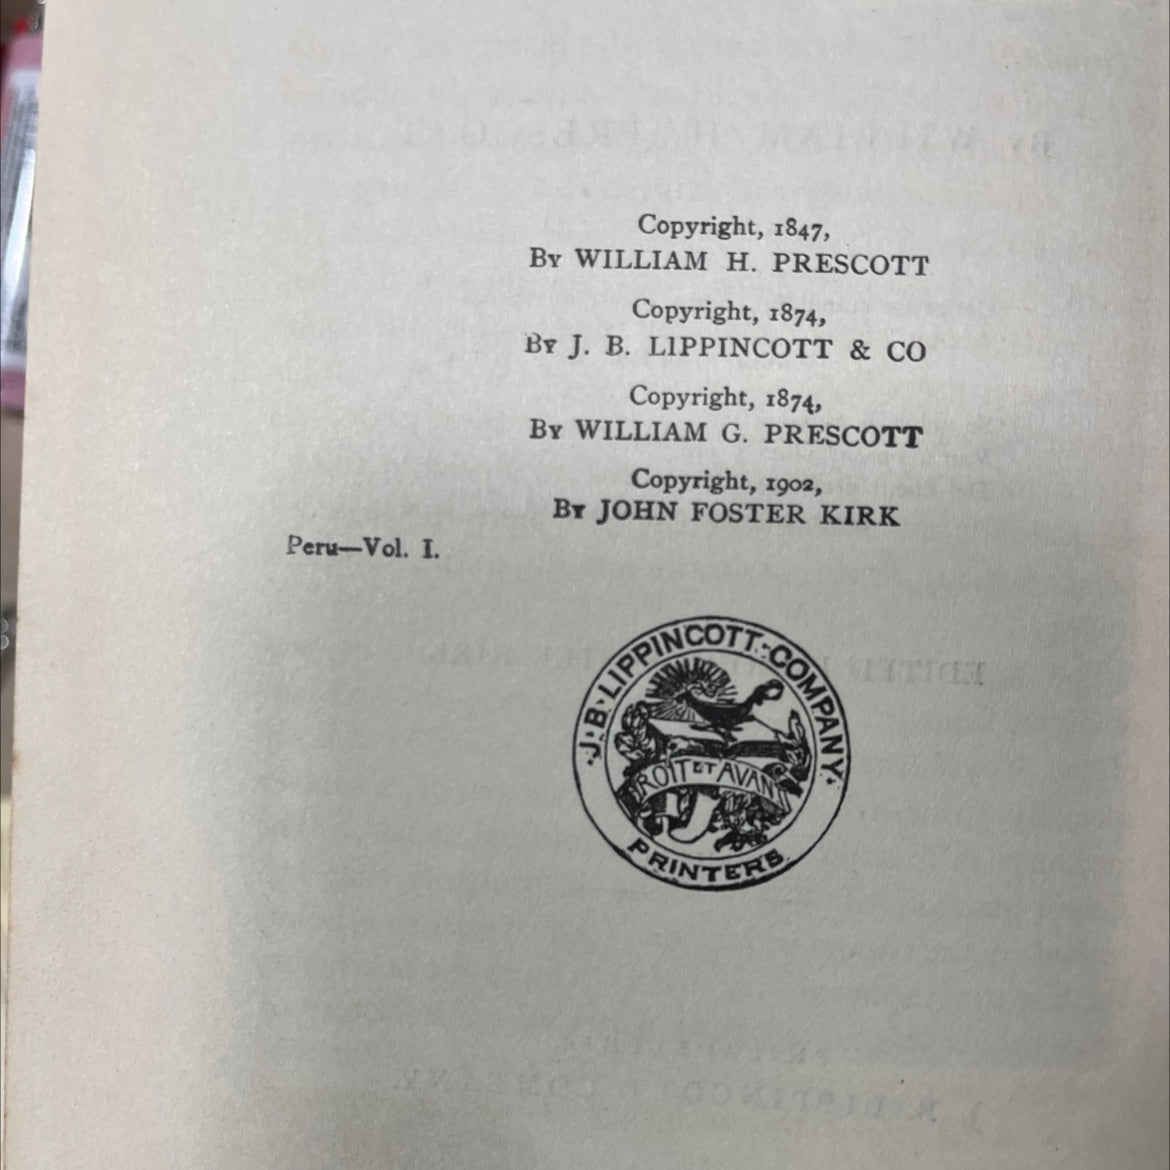 Copyright, 1847,
By WILLIAM H. PRESCOTT
Copyright, 1874,
By J. B. LIPPINCOTT & CO
Copyright, 1874,
By WILLIAM G. PRESCOTT
Copyright, 1902,
By JOHN FOSTER KIRK
Peru—Vol. I.
·J·B·LIPPINCOTT·COMPANY·
DROIT ET AVANT
PRINTERS